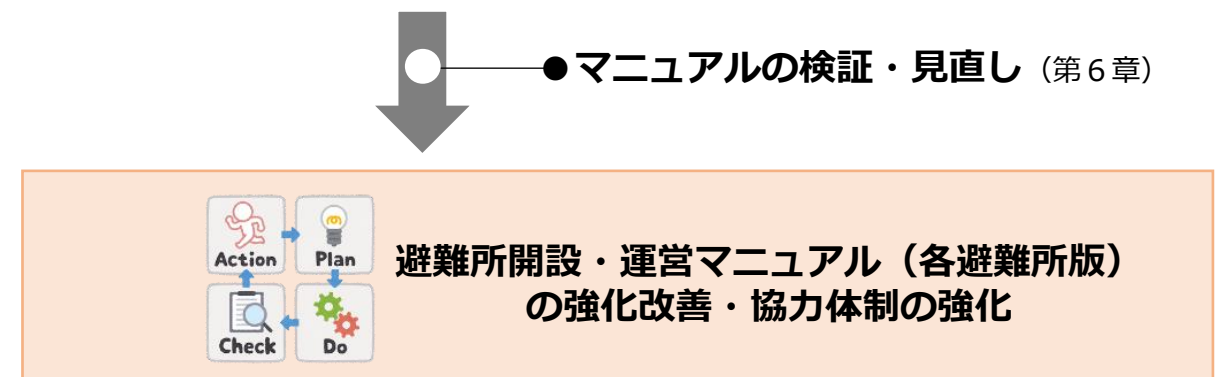 ●マニュアルの検証・見直し（第６章）
避難所開設・運営マニュアル（各避難所版）
の強化改善・協力体制の強化
Action
Plan
Check
Do